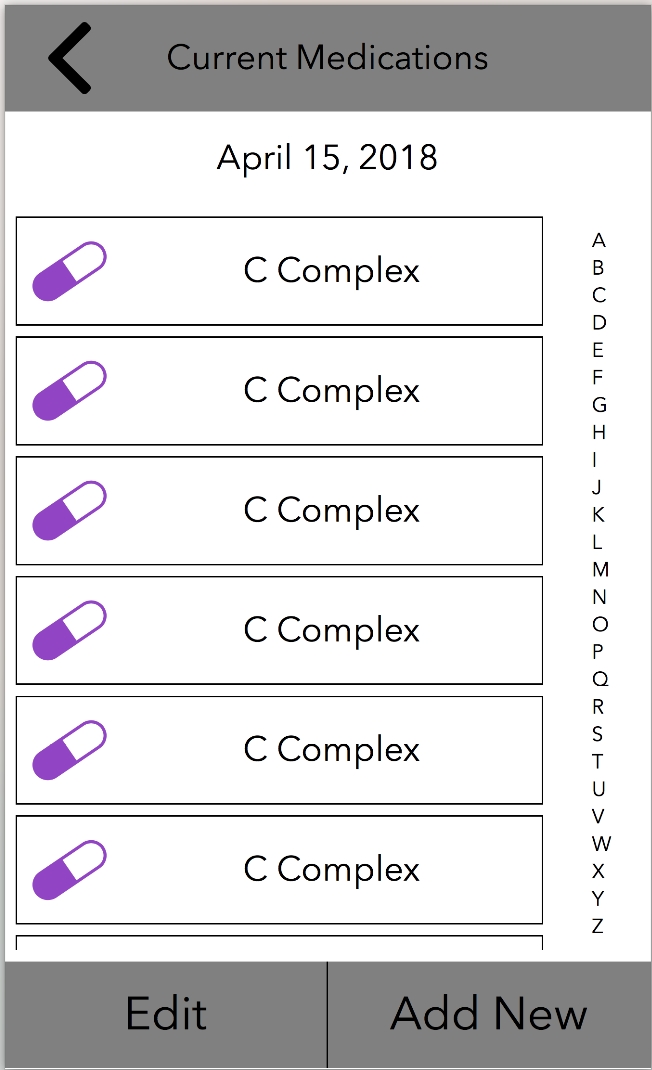 Current Medications
April 15, 2018
C Complex
C Complex
C Complex
C Complex
C Complex
C Complex
A
B
C
D
E
F
G
H
I
J
K
L
M
N
O
P
Q
R
S
T
U
V
W
X
Y
Z
Edit
Add New